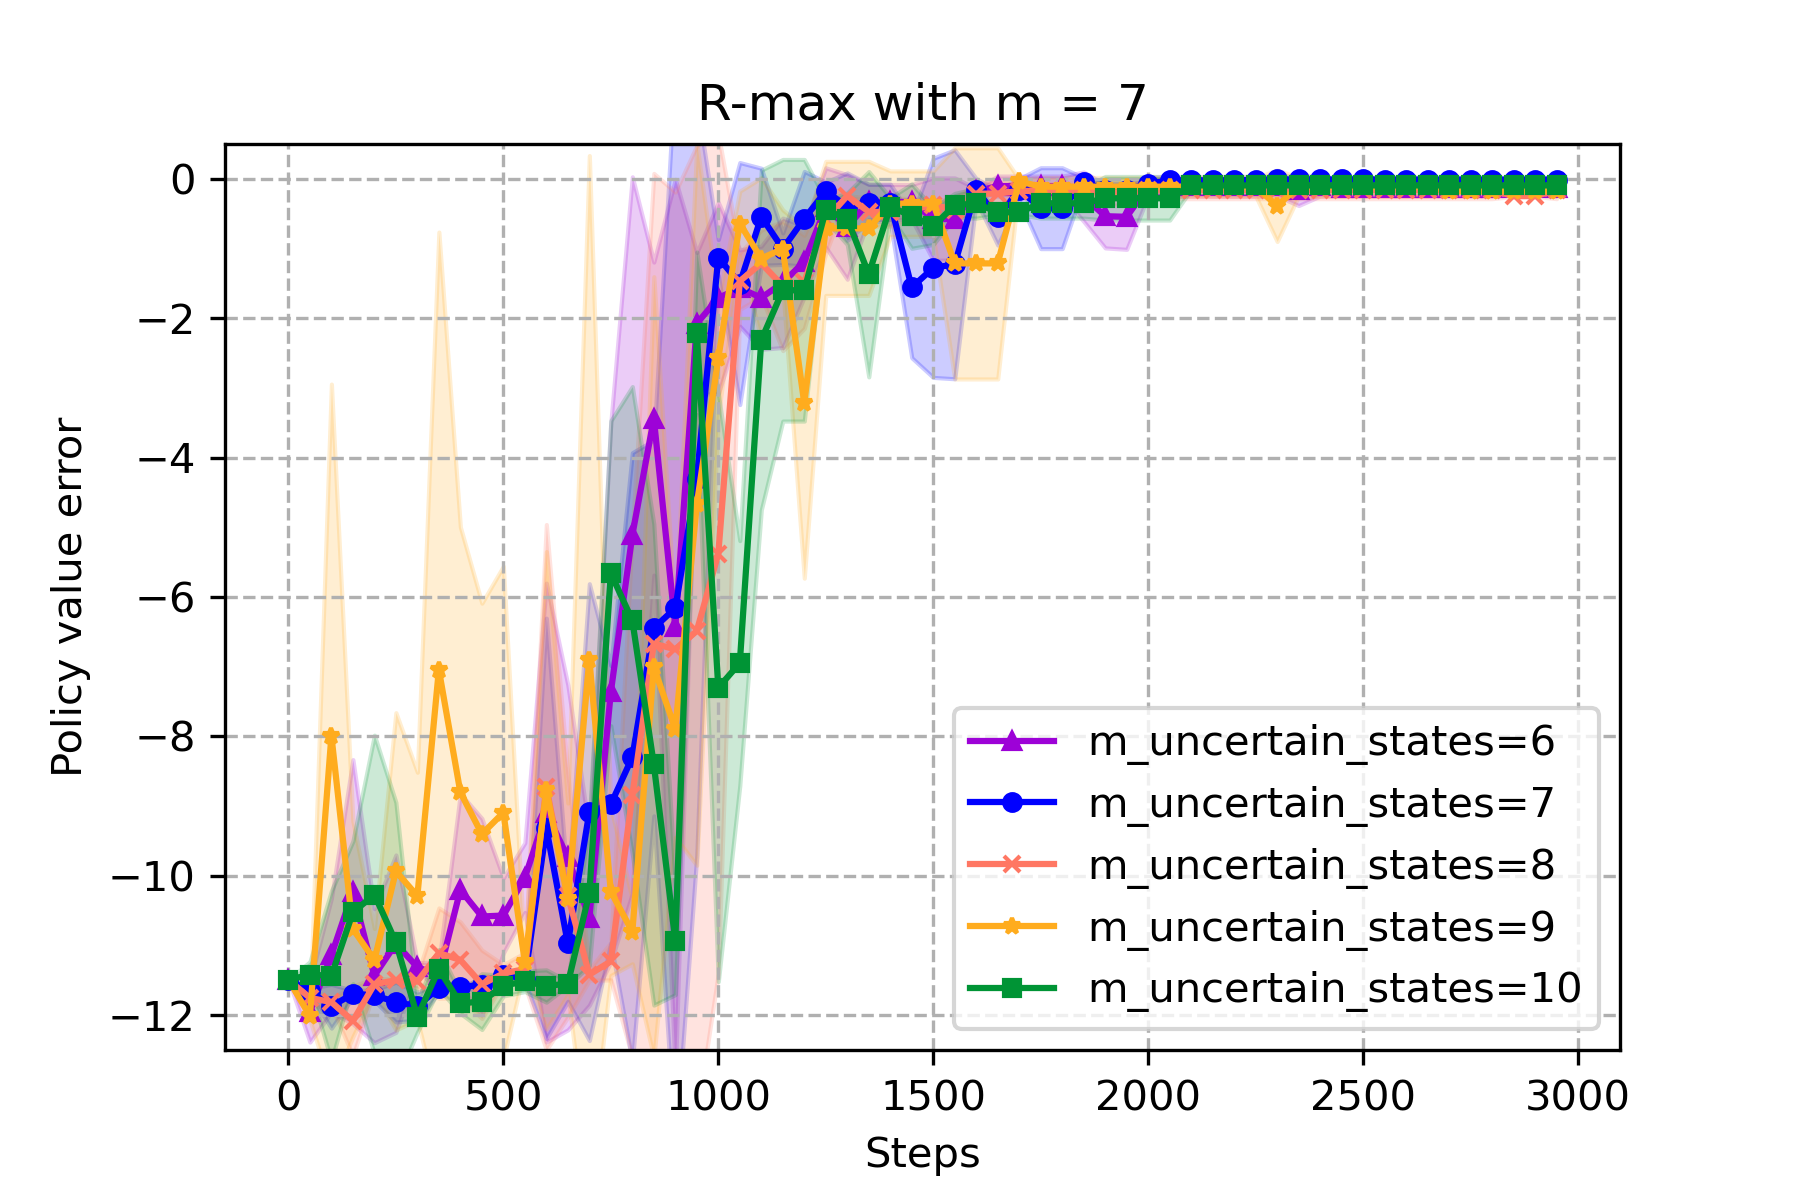 R-max with m = 7
Policy value error
0
−2
−4
−6
−8
−10
−12
0 500 1000 1500 2000 2500 3000
Steps
m_uncertain_states=6
m_uncertain_states=7
m_uncertain_states=8
m_uncertain_states=9
m_uncertain_states=10